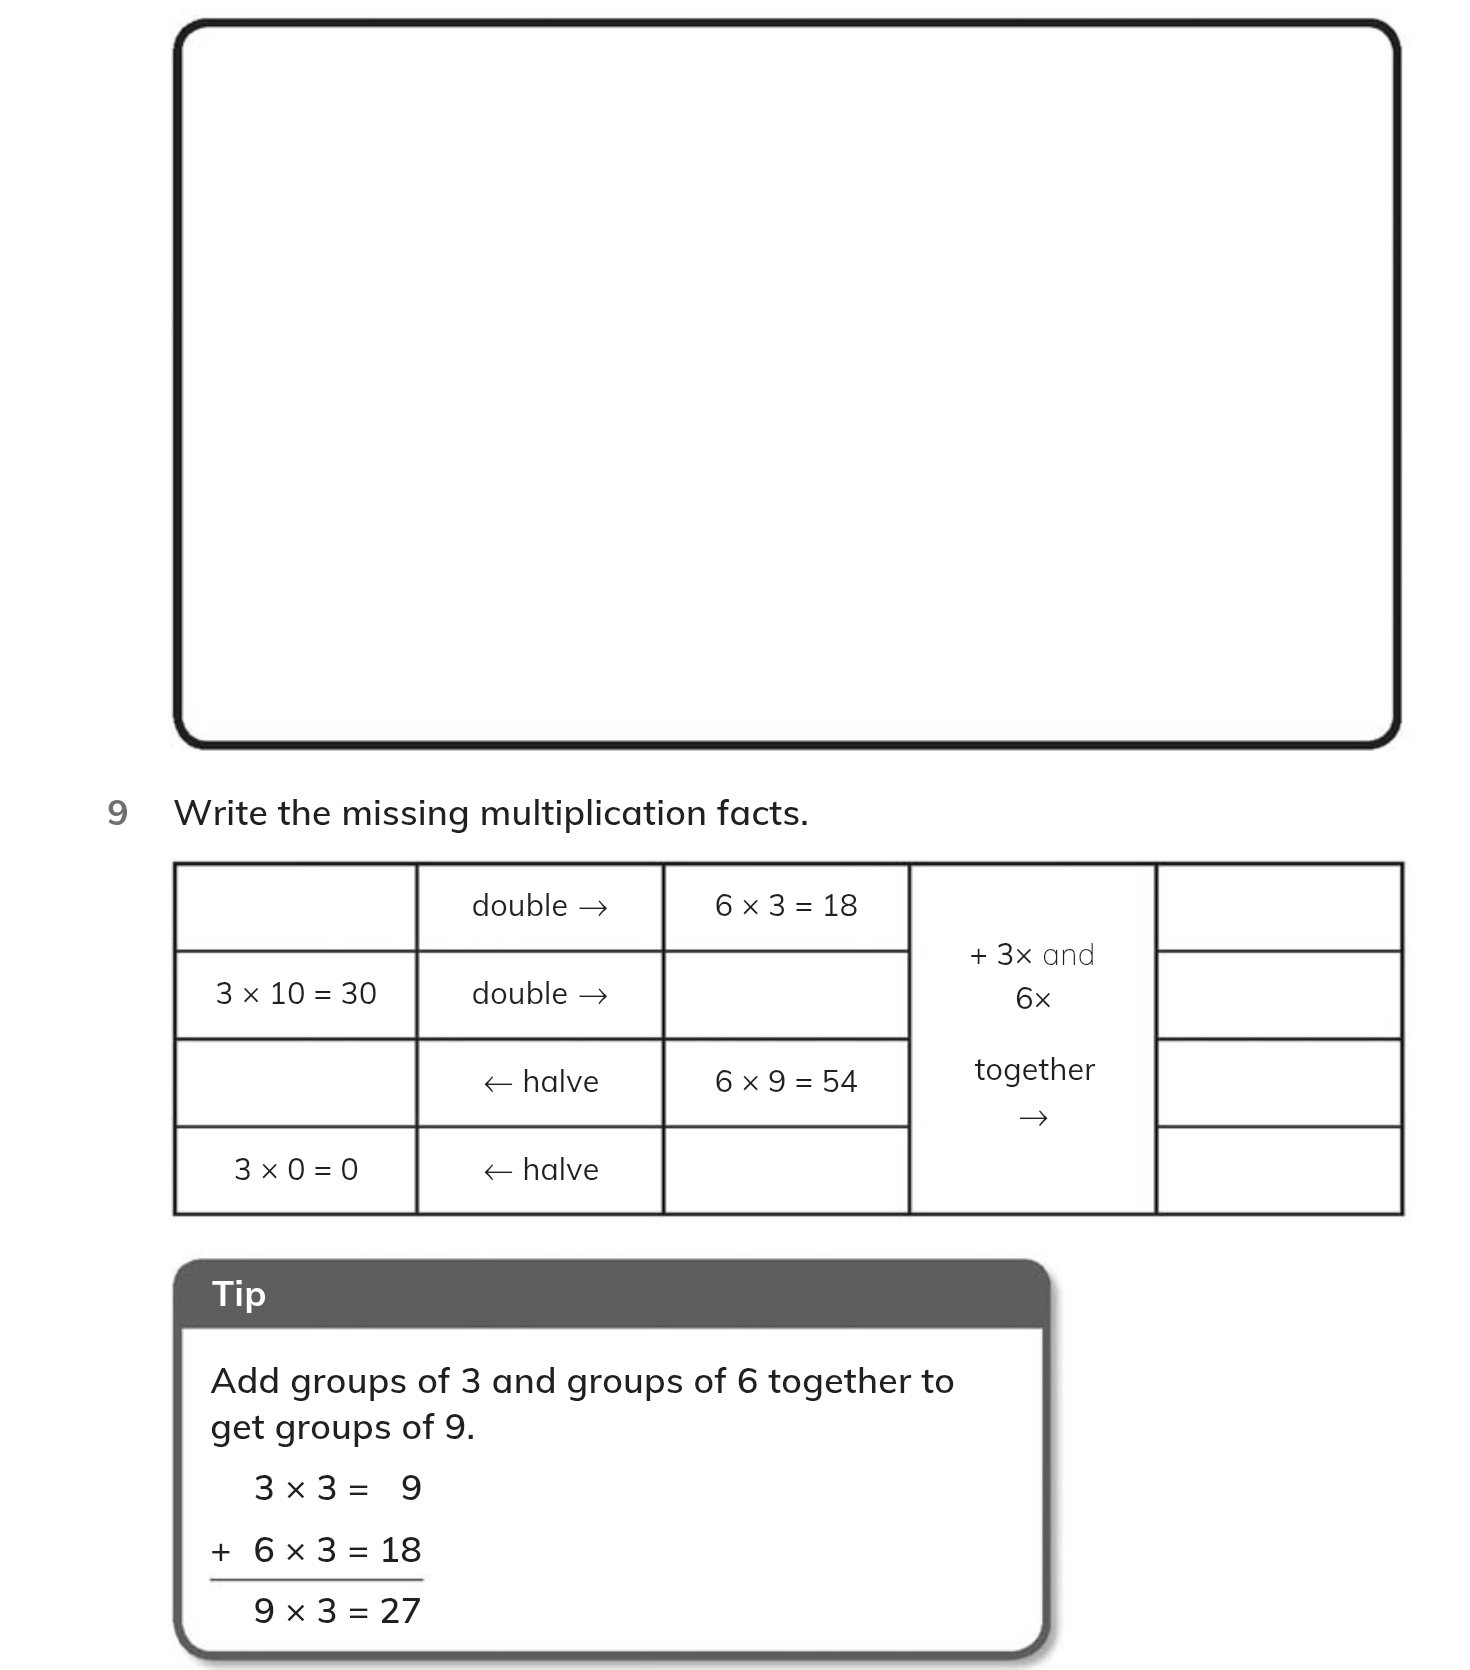 9 Write the missing multiplication facts.
double → 6 × 3 = 18
+ 3× and
6×
together
→
3 × 10 = 30 double →
← halve 6 × 9 = 54
3 × 0 = 0 ← halve
Tip
Add groups of 3 and groups of 6 together to
get groups of 9.
3 × 3 = 9
+ 6 × 3 = 18
9 × 3 = 27